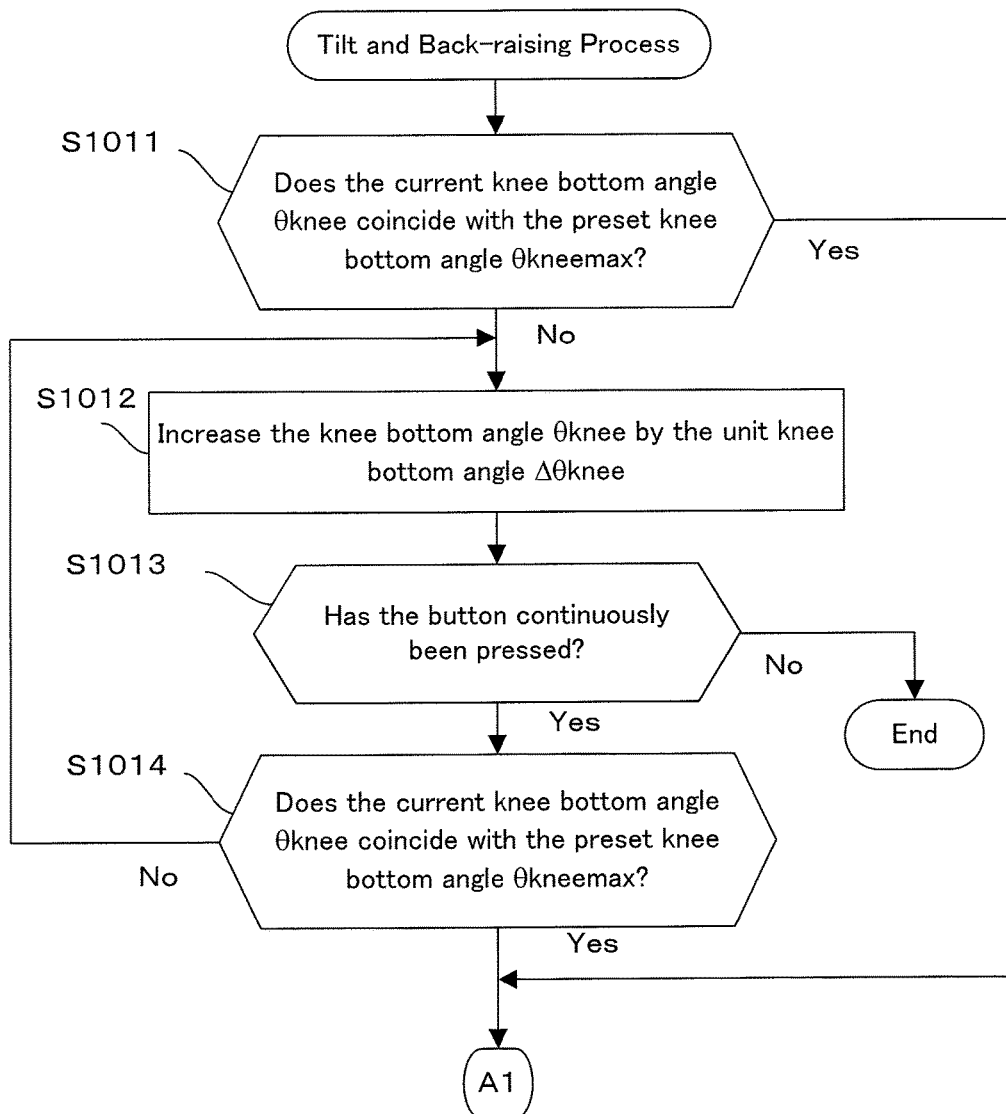 Tilt and Back-raising Process
S1011
Does the current knee bottom angle
θknee coincide with the preset knee
bottom angle θkneemax?
Yes
No
S1012
Increase the knee bottom angle θknee by the unit knee
bottom angle Δθknee
S1013
Has the button continuously
been pressed?
No
Yes
End
S1014
Does the current knee bottom angle
θknee coincide with the preset knee
bottom angle θkneemax?
No
Yes
A1